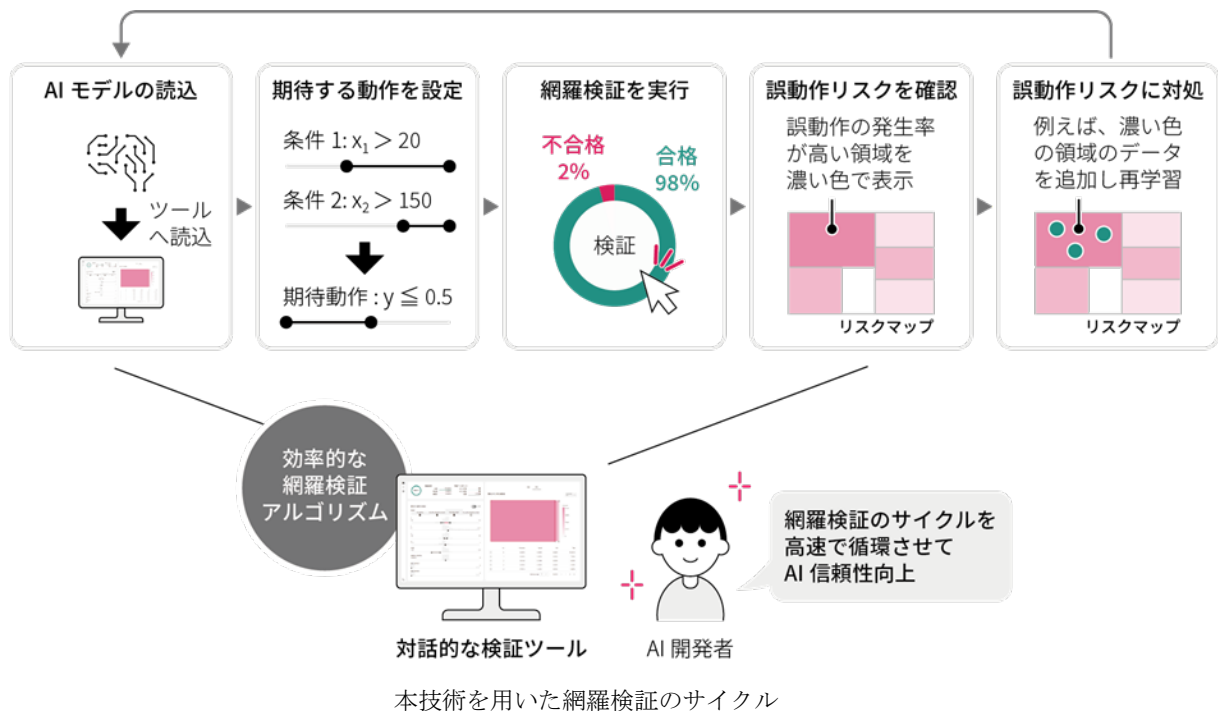 AI モデルの読込
ツール
へ読込
期待する動作を設定
条件 1: x₁ > 20
条件 2: x₂ > 150
期待動作 : y ≦ 0.5
網羅検証を実行
不合格
2%
合格
98%
検証
誤動作リスクを確認
誤動作の発生率
が高い領域を
濃い色で表示
リスクマップ
誤動作リスクに対処
例えば、濃い色
の領域のデータ
を追加し再学習
リスクマップ
効率的な
網羅検証
アルゴリズム
対話的な検証ツール
AI 開発者
網羅検証のサイクルを
高速で循環させて
AI 信頼性向上
本技術を用いた網羅検証のサイクル